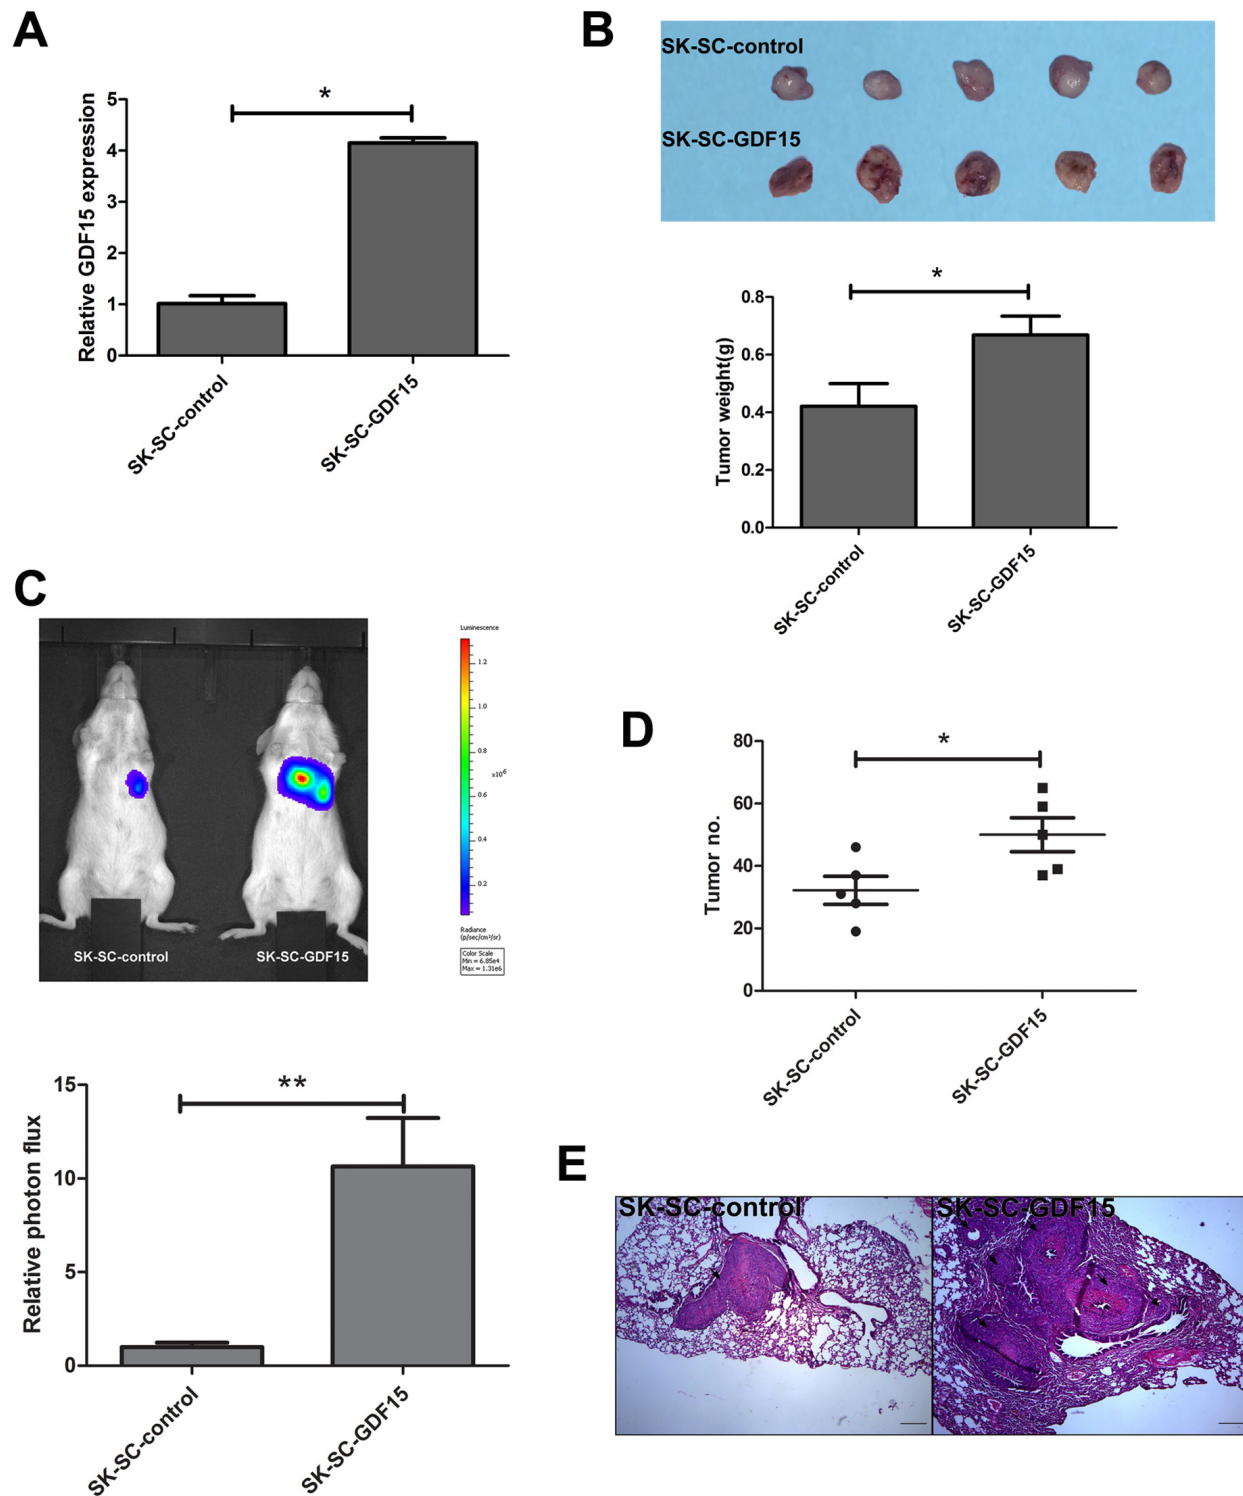 A
Relative GDF15 expression
5
4
3
2
1
0
*
SK-SC-control
SK-SC-GDF15
B
SK-SC-control
SK-SC-GDF15
Tumor weight(g)
0.8
0.6
0.4
0.2
0.0
*
SK-SC-control
SK-SC-GDF15
C
SK-SC-control
SK-SC-GDF15
Luminescence
1.2
1.0
0.8
x10⁶
0.6
0.4
0.2
Radiance
(p/sec/cm²/sr)
Color Scale
Min = 6.85e4
Max = 1.31e6
Relative photon flux
15
10
5
0
**
SK-SC-control
SK-SC-GDF15
D
Tumor no.
80
60
40
20
0
*
SK-SC-control
SK-SC-GDF15
E
SK-SC-control
SK-SC-GDF15